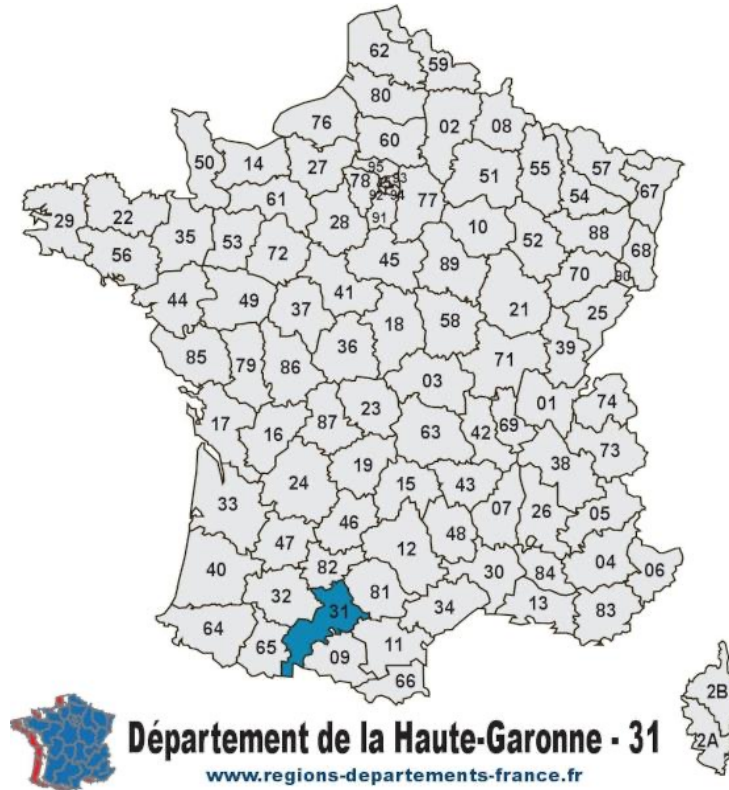 62 59
80
76 60 02 08
50 14 27 95 93 51 55 57 67
78 92 94 77 54
61 91
29 22 35 53 28 10 52 88 68
56 72 45 89 70 90
44 49 37 41 18 58 21 25
85 79 86 36 71 39
03
17 16 87 23 63 42 69 01 74
73
33 24 19 15 43 38
07 26 05
47 46 12 48
40 82 30 84 04 06
32 31 81 34 13 83
64 65 09 11
66
2B
2A
Département de la Haute-Garonne - 31
www.regions-departements-france.fr